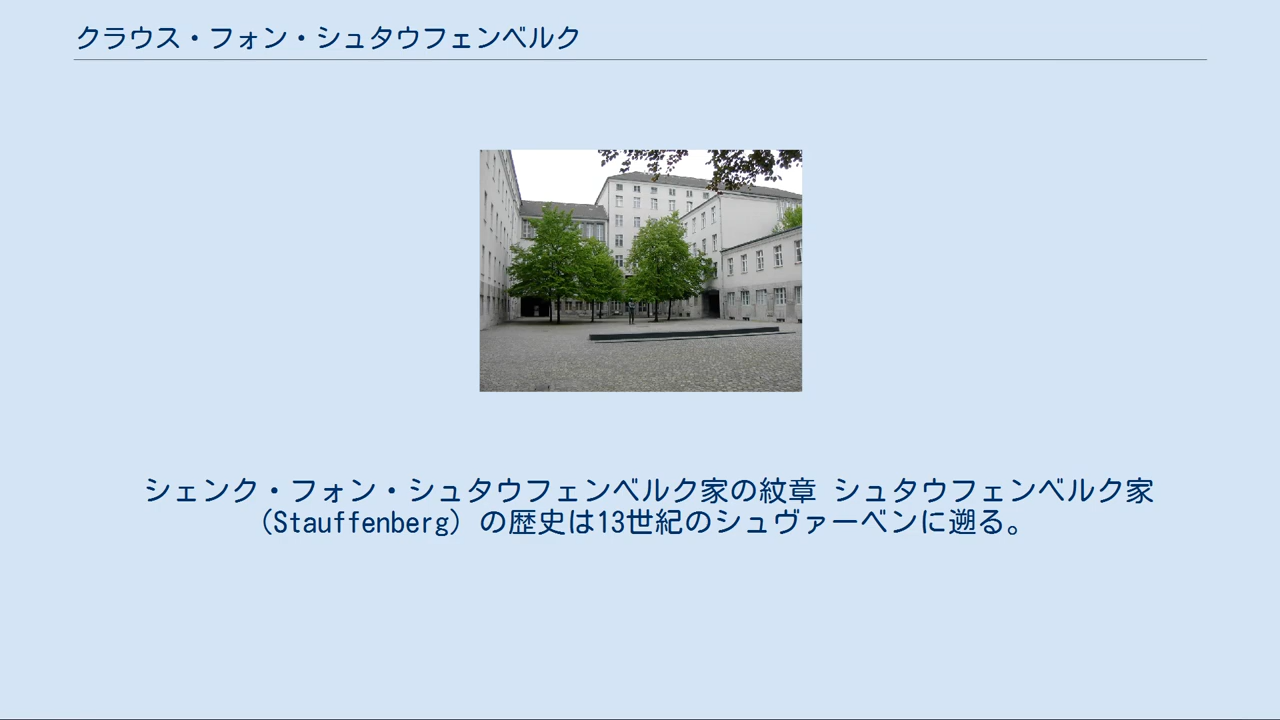 クラウス・フォン・シュタウフェンベルク
シェンク・フォン・シュタウフェンベルク家の紋章 シュタウフェンベルク家
（Stauffenberg）の歴史は13世紀のシュヴァーベンに遡る。